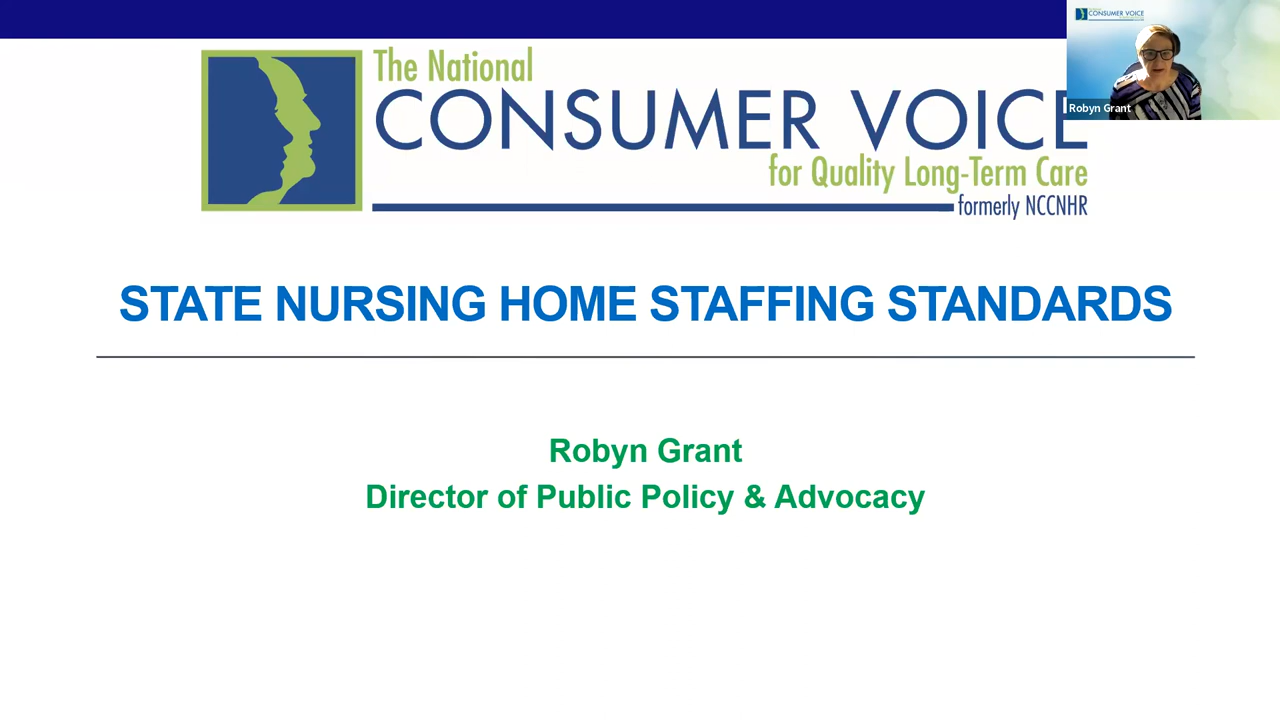 The National
CONSUMER VOICE
for Quality Long-Term Care
formerly NCCNHR
CONSUMER VOICE
Robyn Grant
STATE NURSING HOME STAFFING STANDARDS
Robyn Grant
Director of Public Policy & Advocacy